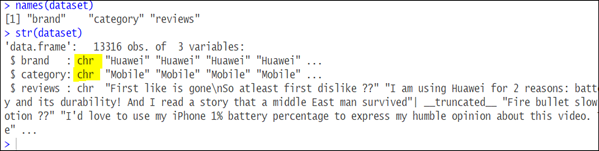 > names(dataset)
[1] "brand"    "category" "reviews"
> str(dataset)
'data.frame':   13316 obs. of  3 variables:
 $ brand   : chr  "Huawei" "Huawei" "Huawei" "Huawei" ...
 $ category: chr  "Mobile" "Mobile" "Mobile" "Mobile" ...
 $ reviews : chr  "First like is gone\nSo atleast first dislike ??" "I am using Huawei for 2 reasons: batte
y and its durability! And I read a story that a middle East man survived"| __truncated__ "Fire bullet slow
otion ??" "I'd love to use my iPhone 1% battery percentage to express my humble opinion about this video.
e" ...
>